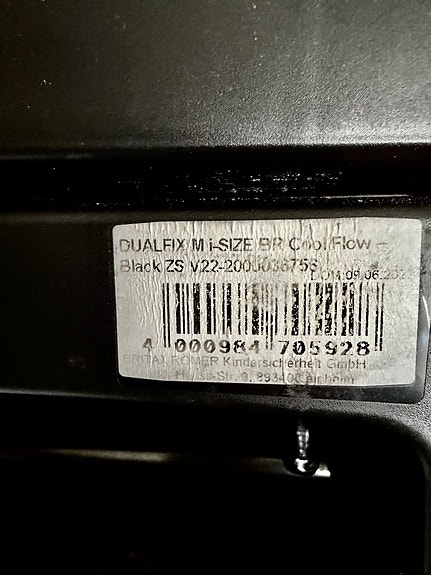 DUALFIX M i-SIZE BR Cool Flow –
Black ZS V22-2000036753
DOM:09.06.2022
4 000984 705928
BRITAX RÖMER Kindersicherheit GmbH